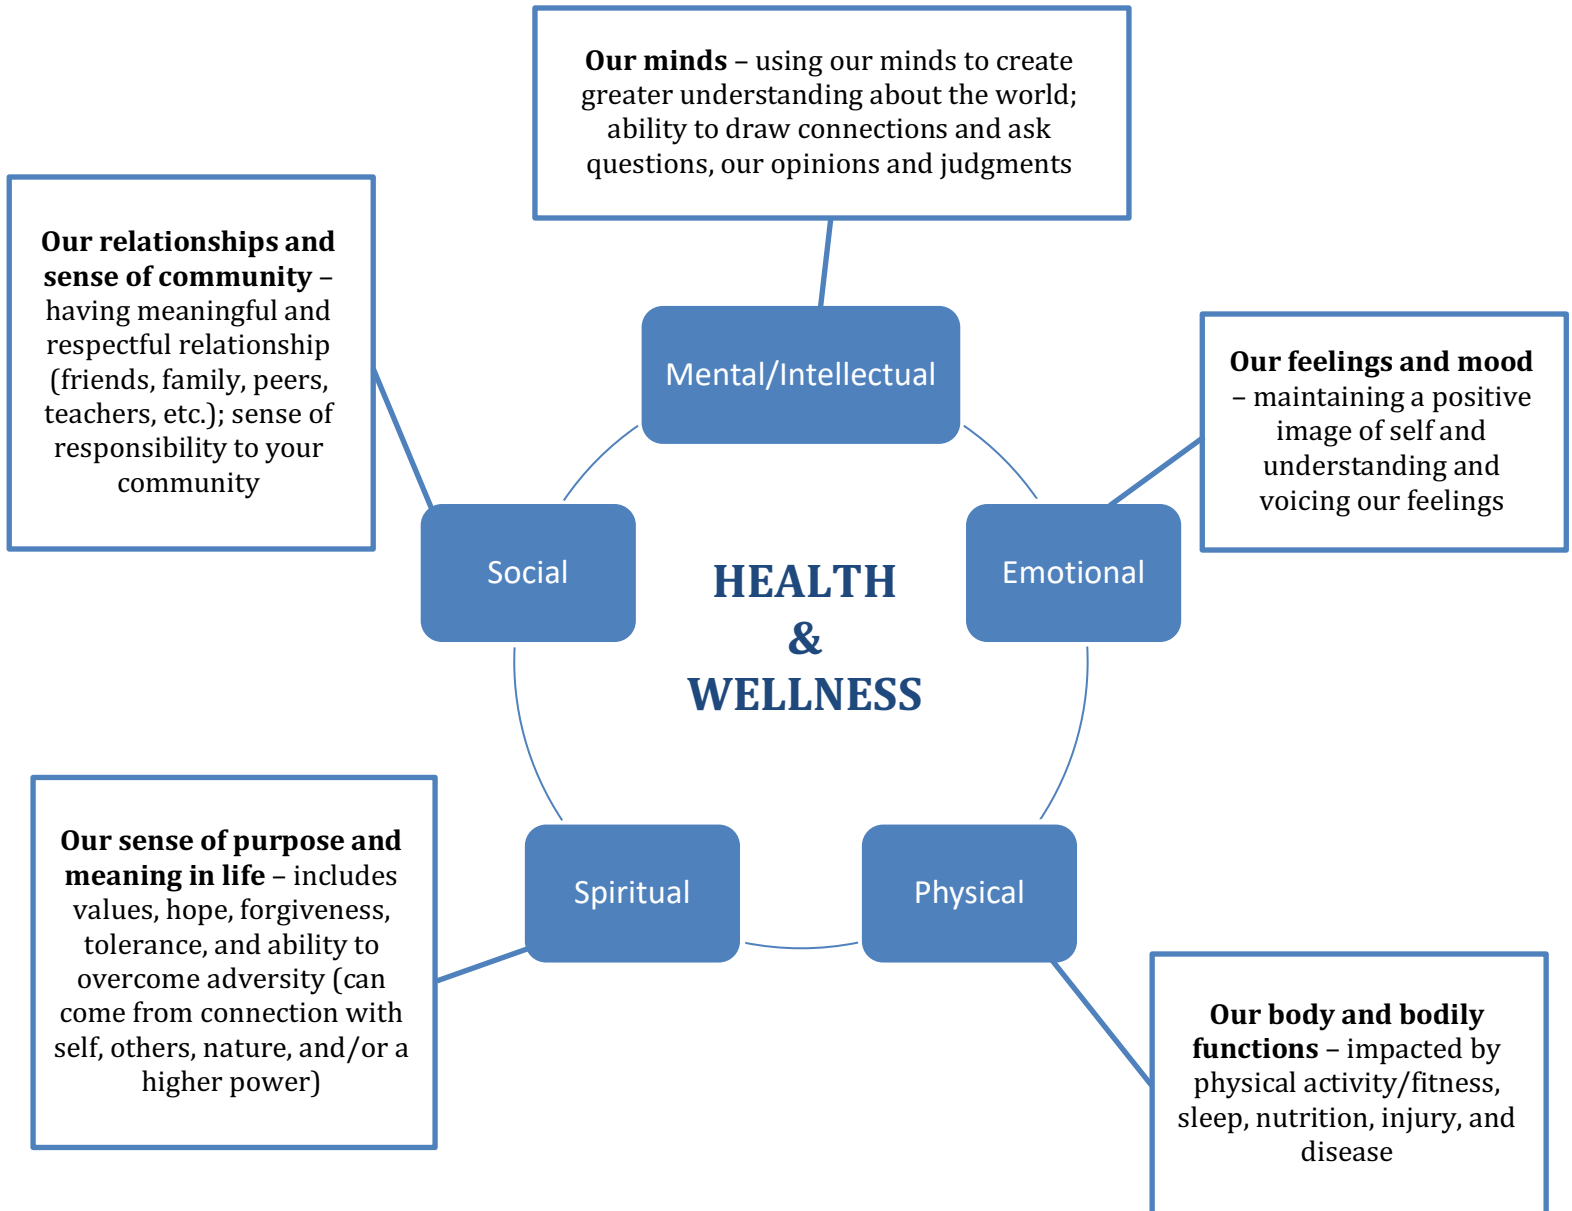 Our minds – using our minds to create
greater understanding about the world;
ability to draw connections and ask
questions, our opinions and judgments
Our relationships and
sense of community –
having meaningful and
respectful relationship
(friends, family, peers,
teachers, etc.); sense of
responsibility to your
community
Mental/Intellectual
Our feelings and mood
– maintaining a positive
image of self and
understanding and
voicing our feelings
Social
HEALTH
&
WELLNESS
Emotional
Our sense of purpose and
meaning in life – includes
values, hope, forgiveness,
tolerance, and ability to
overcome adversity (can
come from connection with
self, others, nature, and/or a
higher power)
Spiritual
Physical
Our body and bodily
functions – impacted by
physical activity/fitness,
sleep, nutrition, injury, and
disease